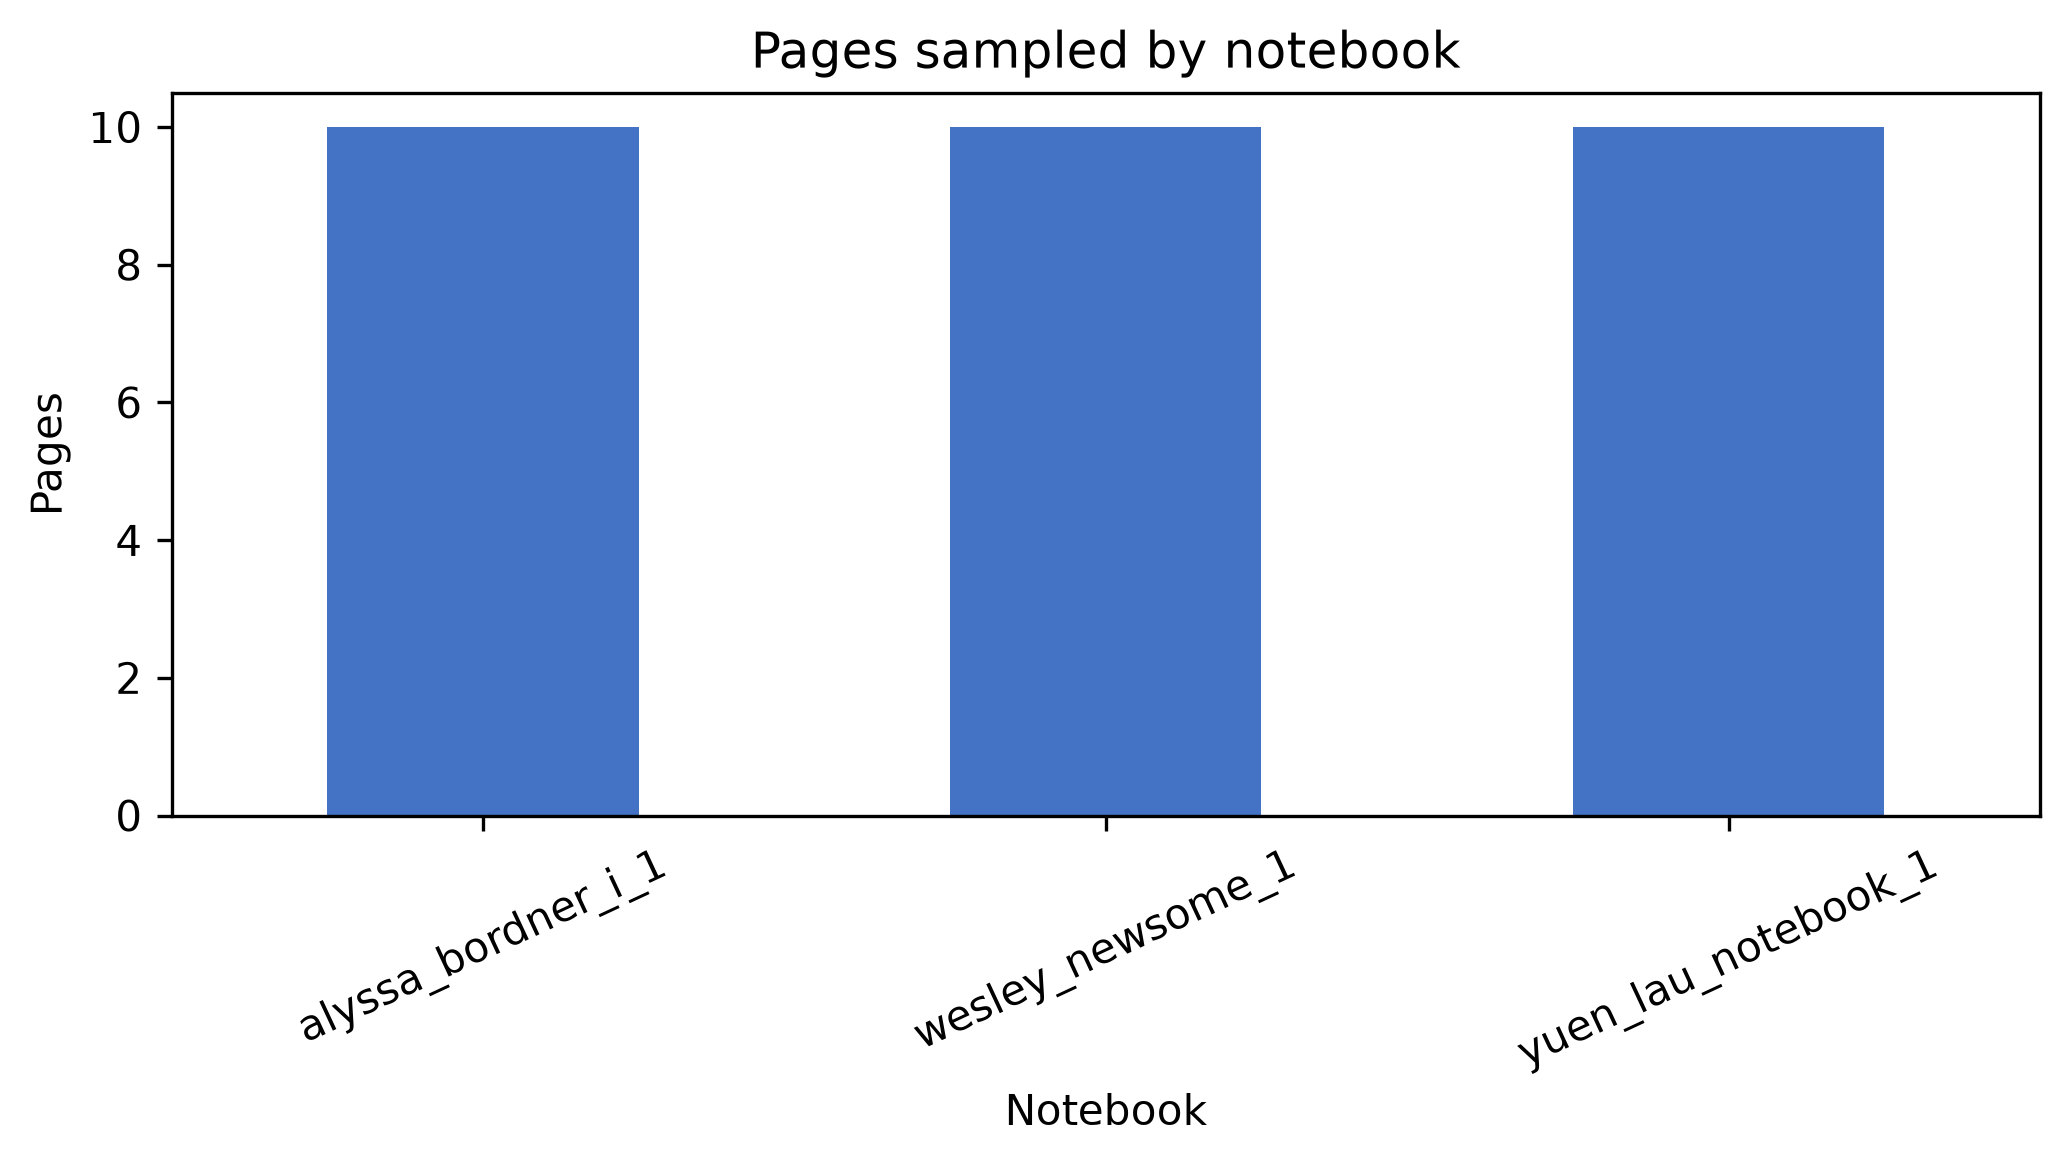 Pages sampled by notebook
Pages
10
8
6
4
2
0
alyssa_bordner_i_1
wesley_newsome_1
yuen_lau_notebook_1
Notebook